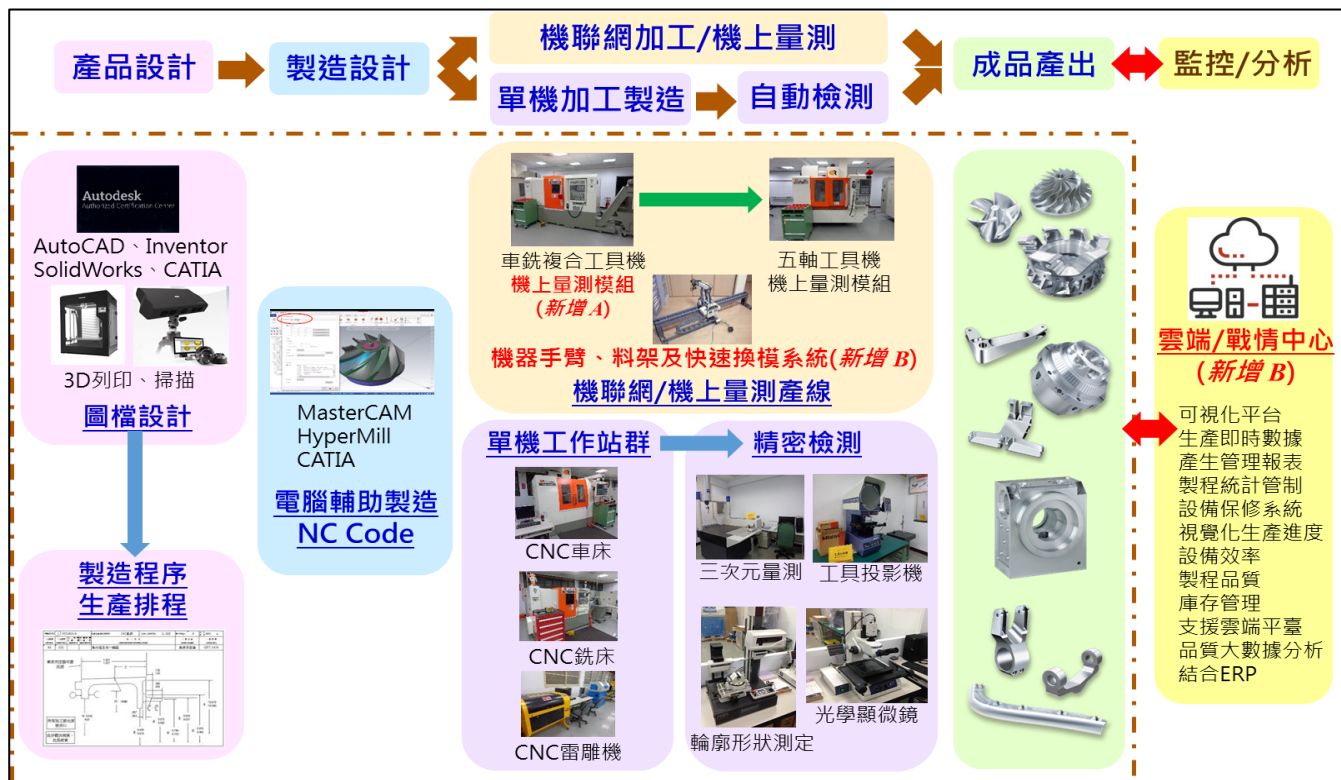 產品設計
製造設計
機聯網加工/機上量測
單機加工製造
自動檢測
成品產出
監控/分析
Autodesk
Authorized Certification Center
AutoCAD、Inventor
SolidWorks、CATIA
3D列印、掃描
圖檔設計
製造程序
生產排程
MasterCAM
HyperMill
CATIA
電腦輔助製造
NC Code
車銑複合工具機
機上量測模組
(新增 A)
五軸工具機
機上量測模組
機器手臂、料架及快速換模系統(新增 B)
機聯網/機上量測產線
單機工作站群
CNC車床
CNC銑床
CNC雷雕機
精密檢測
三次元量測
工具投影機
輪廓形狀測定
光學顯微鏡
雲端/戰情中心
(新增 B)
可視化平台
生產即時數據
產生管理報表
製程統計管制
設備保修系統
視覺化生產進度
設備效率
製程品質
庫存管理
支援雲端平臺
品質大數據分析
結合ERP